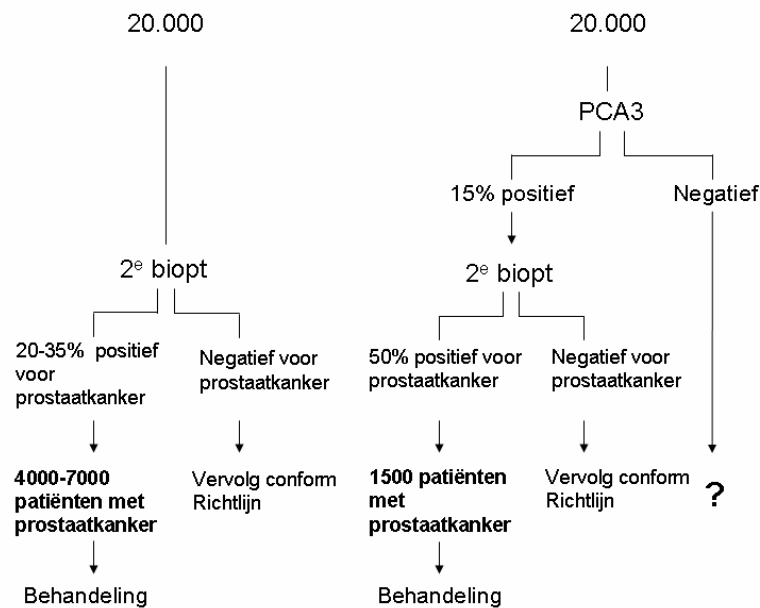 20.000
2e biopt
20-35% positief
voor
prostaatkanker
Negatief voor
prostaatkanker
4000-7000
patiënten met
prostaatkanker
Vervolg conform
Richtlijn
Behandeling
20.000
PCA3
15% positief
Negatief
2e biopt
50% positief voor
prostaatkanker
Negatief voor
prostaatkanker
1500 patiënten
met
prostaatkanker
Vervolg conform
Richtlijn
?
Behandeling